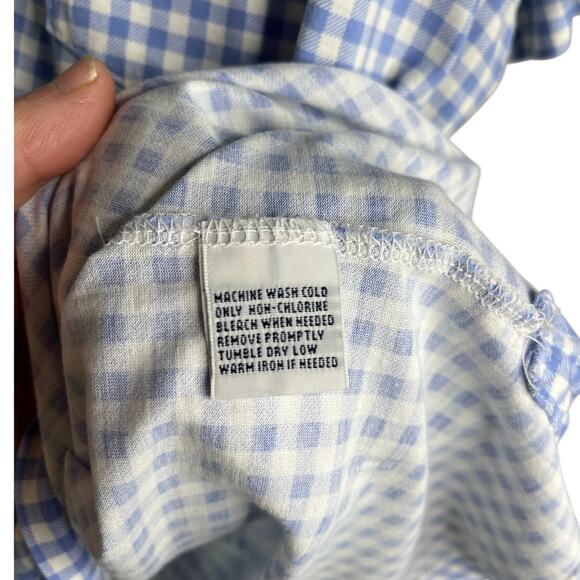 MACHINE WASH COLD
ONLY NON-CHLORINE
BLEACH WHEN NEEDED
REMOVE PROMPTLY
TUMBLE DRY LOW
WARM IRON IF NEEDED